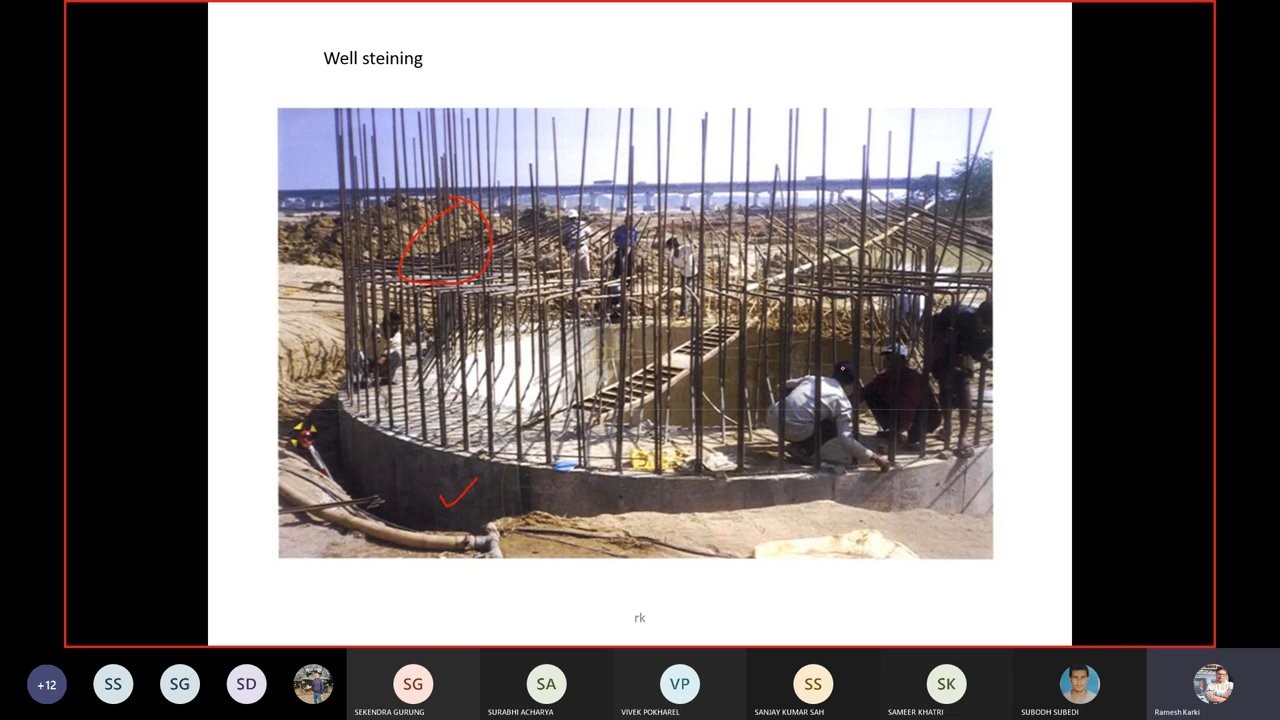 Well steining
rk
+12
SS
SG
SD
SG
SA
VP
SS
SK
SEKENDRA GURUNG
SURABHI ACHARYA
VIVEK POKHAREL
SANJAY KUMAR SAH
SAMEER KHATRI
SUBODH SUBEDI
Ramesh Karki